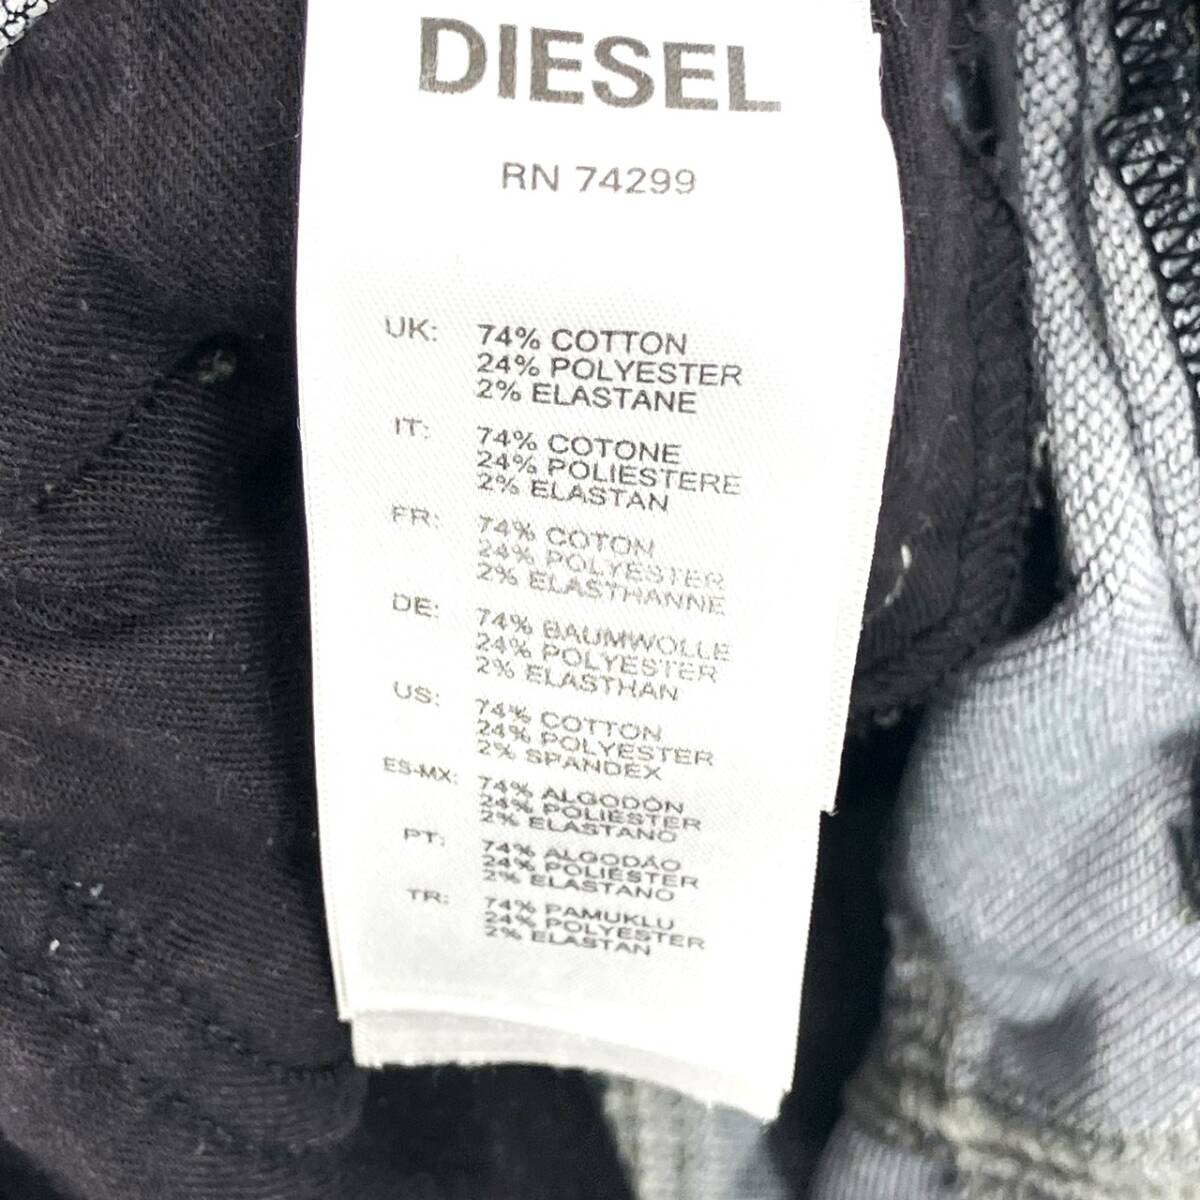 DIESEL
RN 74299
UK: 74% COTTON
24% POLYESTER
2% ELASTANE
IT: 74% COTONE
24% POLIESTERE
2% ELASTAN
FR: 74% COTON
24% POLYESTER
2% ELASTHANNE
DE: 74% BAUMWOLLE
24% POLYESTER
2% ELASTHAN
US: 74% COTTON
24% POLYESTER
2% SPANDEX
ES-MX: 74% ALGODÓN
24% POLIÉSTER
2% ELASTANO
PT: 74% ALGODÃO
24% POLIÉSTER
2% ELASTANO
TR: 74% PAMUKLU
24% POLYESTER
2% ELASTAN